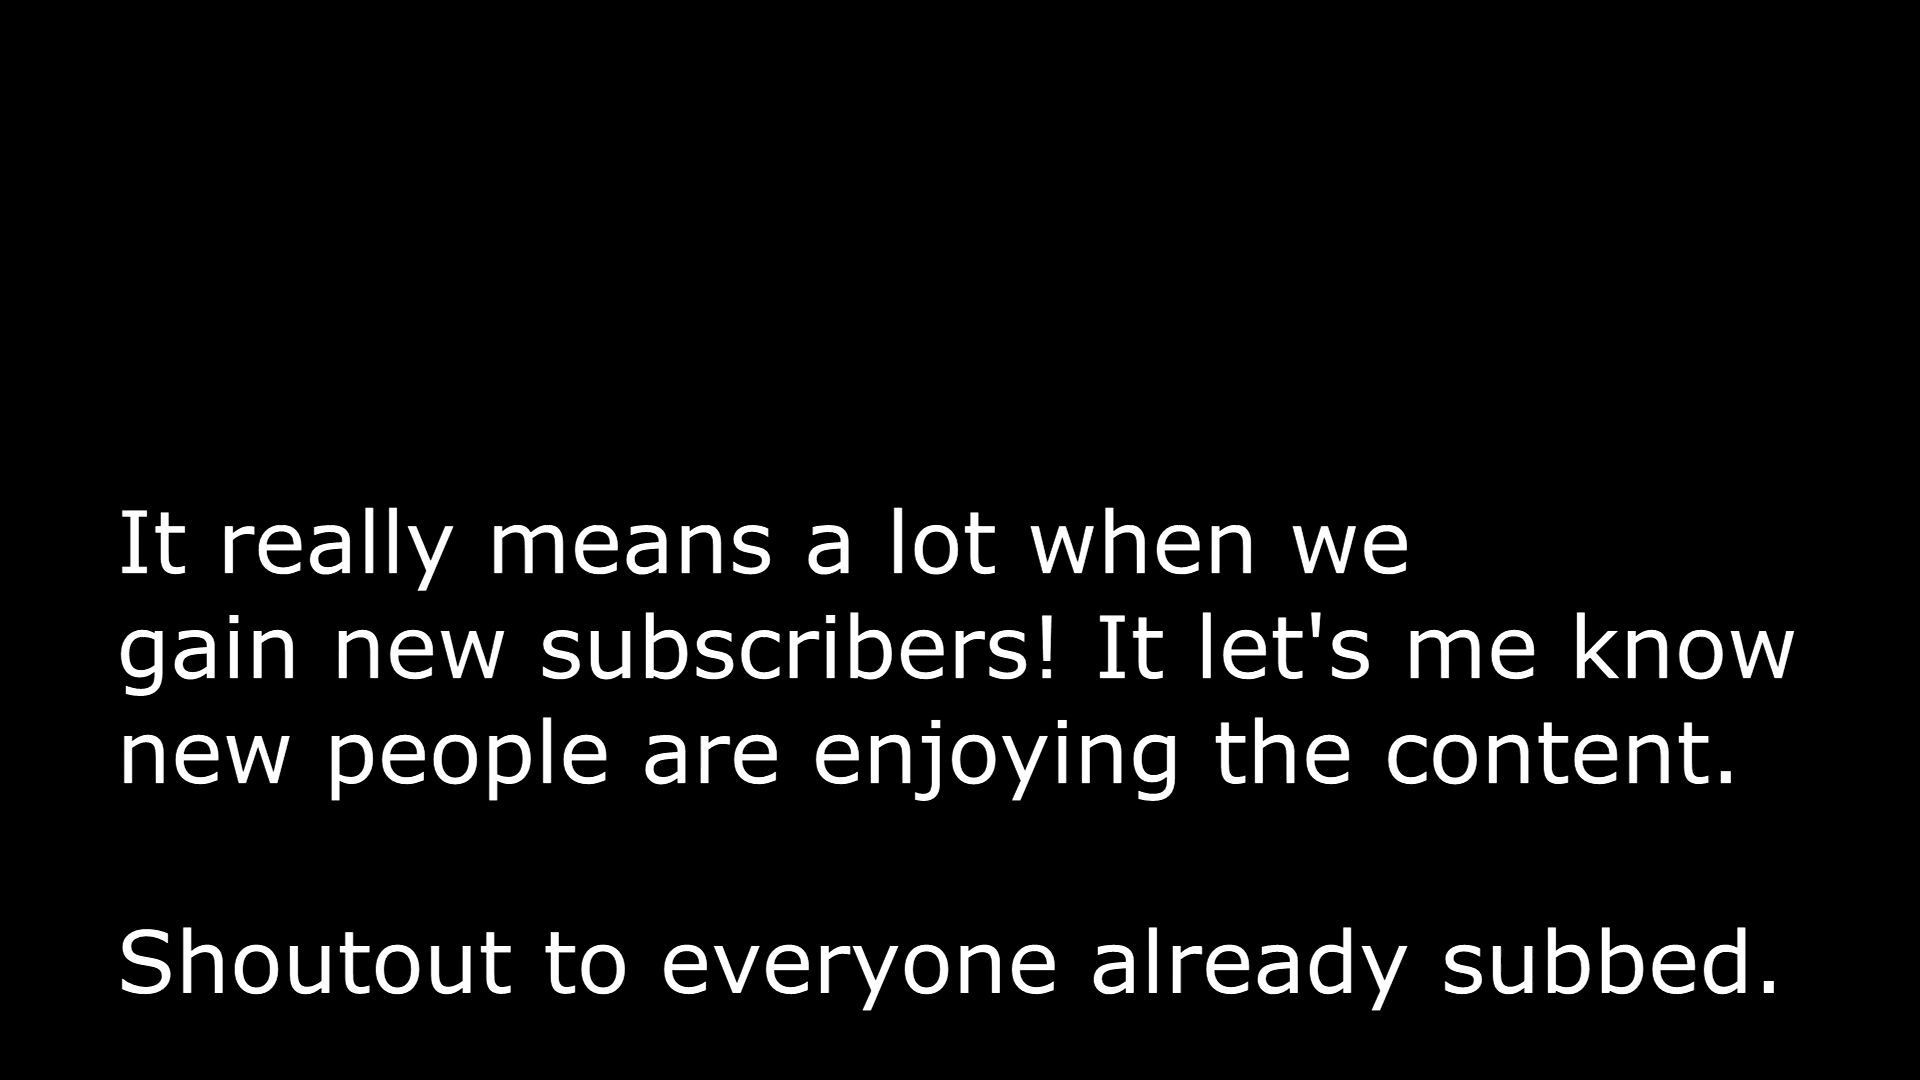 It really means a lot when we
gain new subscribers! It let's me know
new people are enjoying the content.
Shoutout to everyone already subbed.